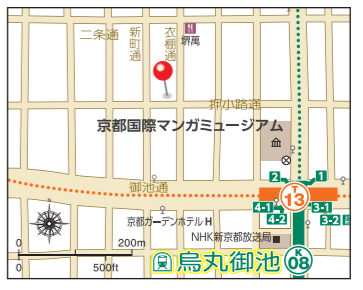 二条通
新町通
衣棚通
堺萬
押小路通
京都国際マンガミュージアム
2
1
御池通
T
13
4-1
3-1
4-2
3-2
京都ガーデンホテル H
NHK新京都放送局
0
200m
0
500ft
烏丸御池
K
08